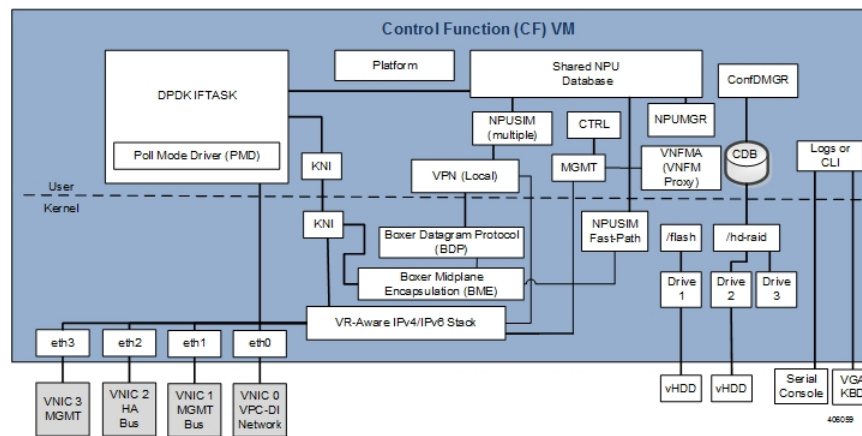 Control Function (CF) VM
Platform
Shared NPU
Database
ConfDMGR
DPDK IFTASK
NPUSIM
(multiple)
CTRL
NPUMGR
Poll Mode Driver (PMD)
KNI
VPN (Local)
MGMT
VNFMA
(VNFM
Proxy)
CDB
Logs or
CLI
User
Kernel
KNI
Boxer Datagram Protocol
(BDP)
NPUSIM
Fast-Path
/flash
/hd-raid
Boxer Midplane
Encapsulation (BME)
Drive
1
Drive
2
Drive
3
VR-Aware IPv4/IPv6 Stack
eth3
eth2
eth1
eth0
VNIC 3
MGMT
VNIC 2
HA
Bus
VNIC 1
MGMT
Bus
VNIC 0
VPC-DI
Network
vHDD
vHDD
Serial
Console
VGA
KBD
406059